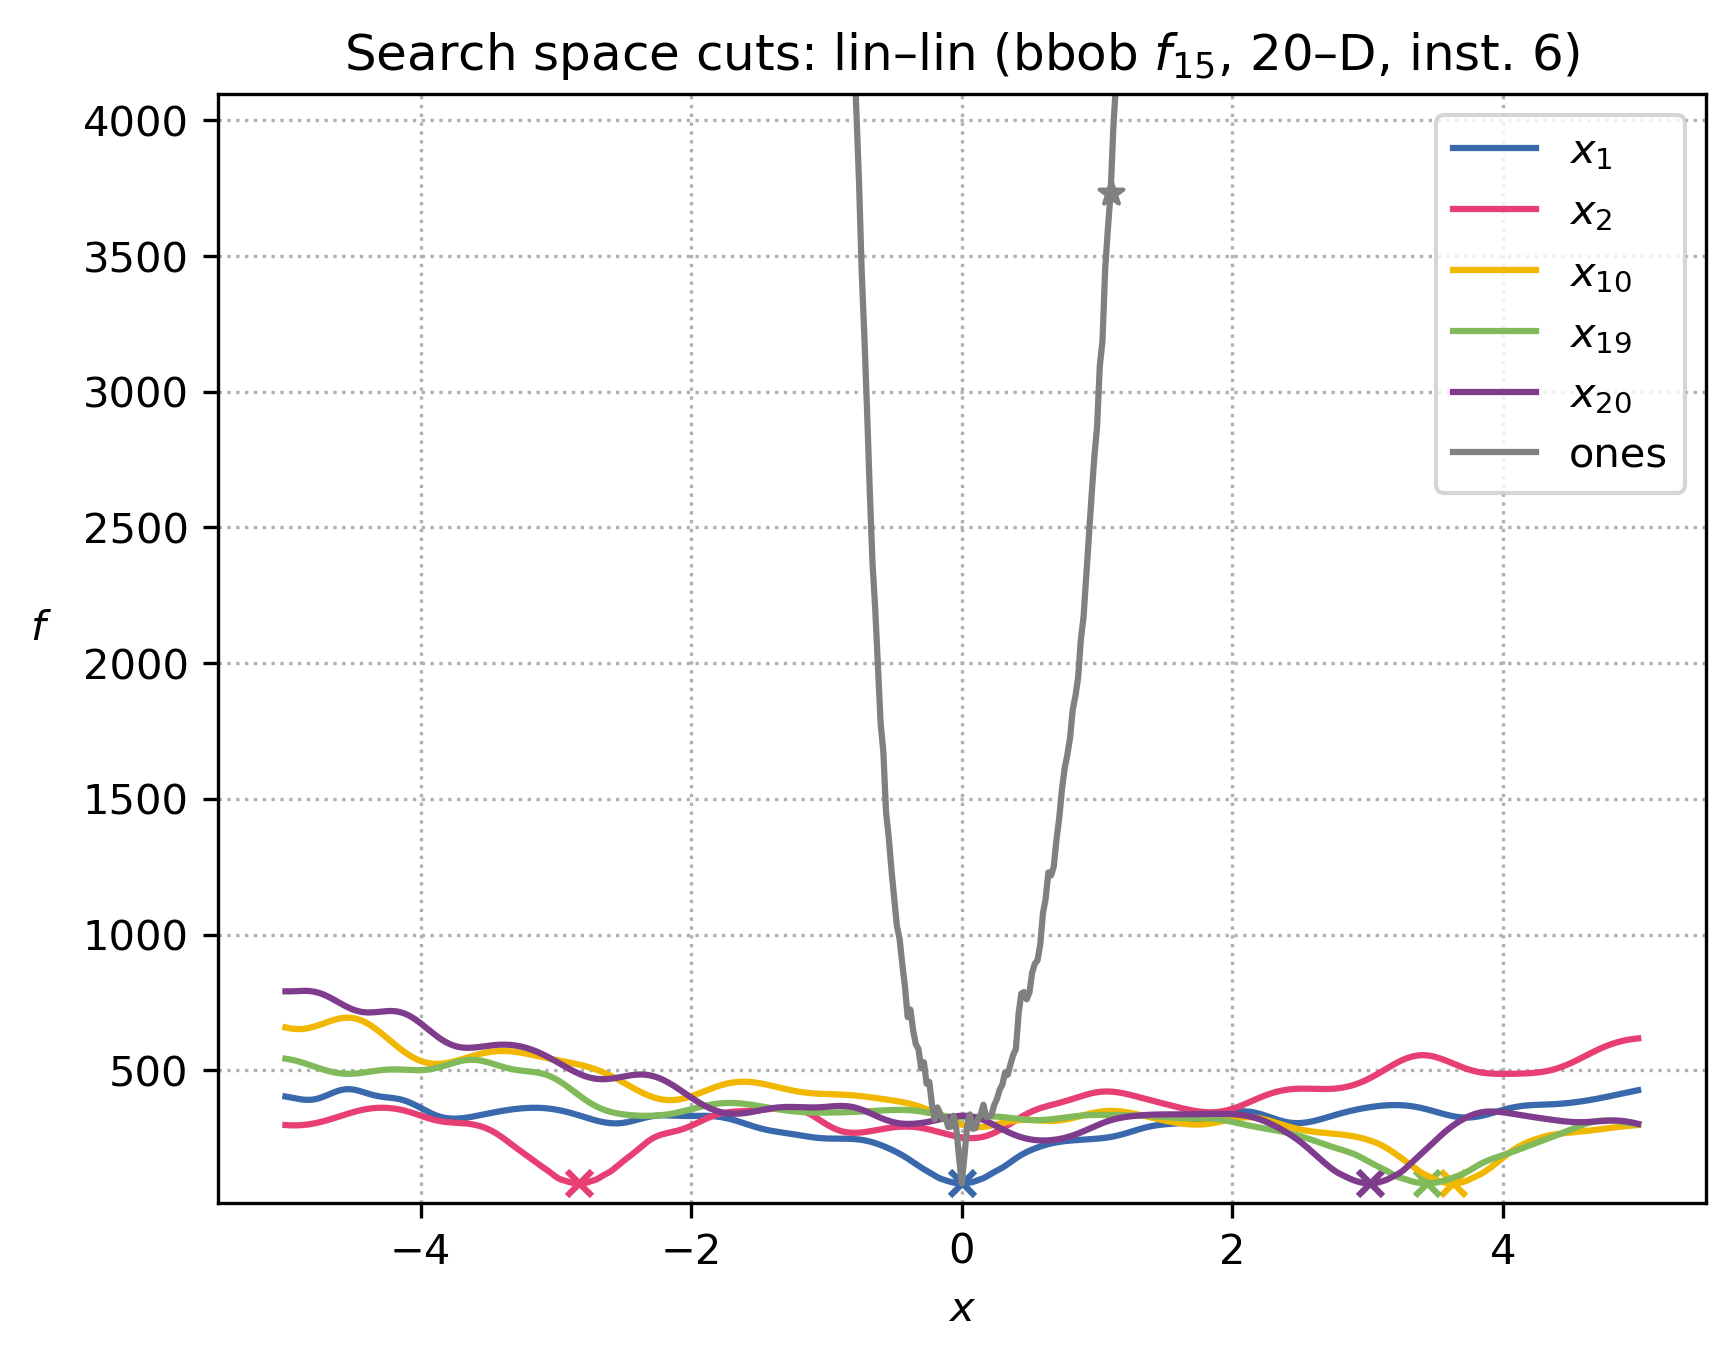 Search space cuts: lin–lin (bbob f₁₅, 20–D, inst. 6)
4000
3500
3000
2500
2000
1500
1000
500
f
−4 −2 0 2 4
x
x₁
x₂
x₁₀
x₁₉
x₂₀
ones